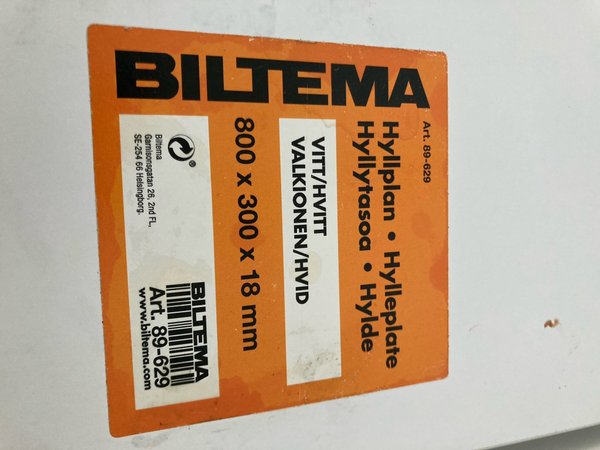 BILTEMA
Art. 89-629
Hyllplan • Hylleplate
Hyllytasoa • Hylde
VITT/HVITT
VALKIONEN/HVID
800 x 300 x 18 mm
Biltema
Garnisonsgatan 26, 2nd FL,
SE-254 66 Helsingborg.
BILTEMA
Art. 89-629
www.biltema.com